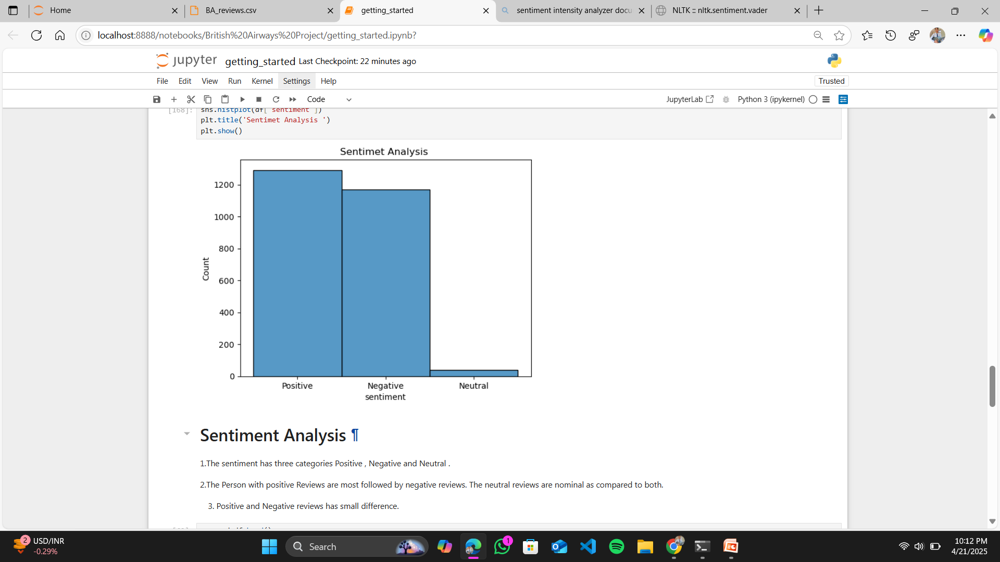 Home
BA_reviews.csv
getting_started
sentiment intensity analyzer docu
NLTK :: nltk.sentiment.vader
localhost:8888/notebooks/British%20Airways%20Project/getting_started.ipynb?
jupyter getting_started Last Checkpoint: 22 minutes ago
File Edit View Run Kernel Settings Help
Trusted
Code
JupyterLab
Python 3 (ipykernel)
[168]: sns.histplot(df['sentiment'])
plt.title('Sentimet Analysis ')
plt.show()
Sentimet Analysis
1200
1000
800
600
400
200
0
Count
Positive
Negative
Neutral
sentiment
Sentiment Analysis ¶
1.The sentiment has three categories Positive , Negative and Neutral .
2.The Person with positive Reviews are most followed by negative reviews. The neutral reviews are nominal as compared to both.
3. Positive and Negative reviews has small difference.
2
USD/INR
-0.29%
Search
1
10:12 PM
4/21/2025